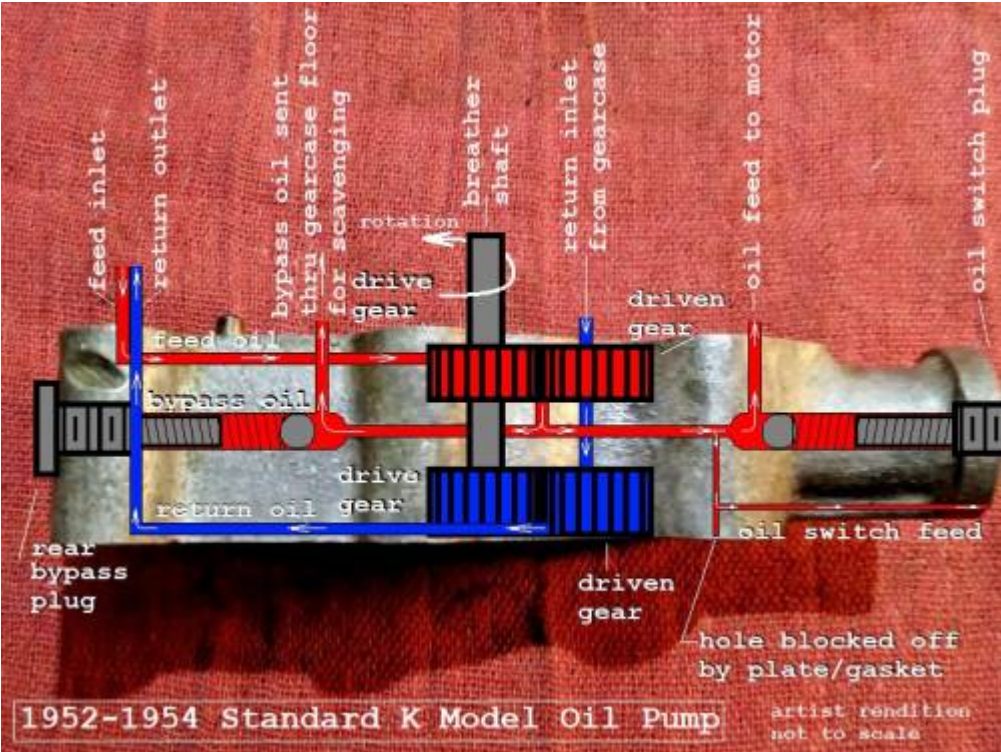 feed inlet
return outlet
bypass oil sent
thru gearcase floor
for scavenging
breather
shaft
return inlet
from gearcase
oil feed to motor
oil switch plug
rotation
drive
gear
driven
gear
feed oil
bypass oil
drive
gear
return oil
oil switch feed
rear
bypass
plug
driven
gear
hole blocked off
by plate/gasket
1952-1954 Standard K Model Oil Pump
artist rendition
not to scale